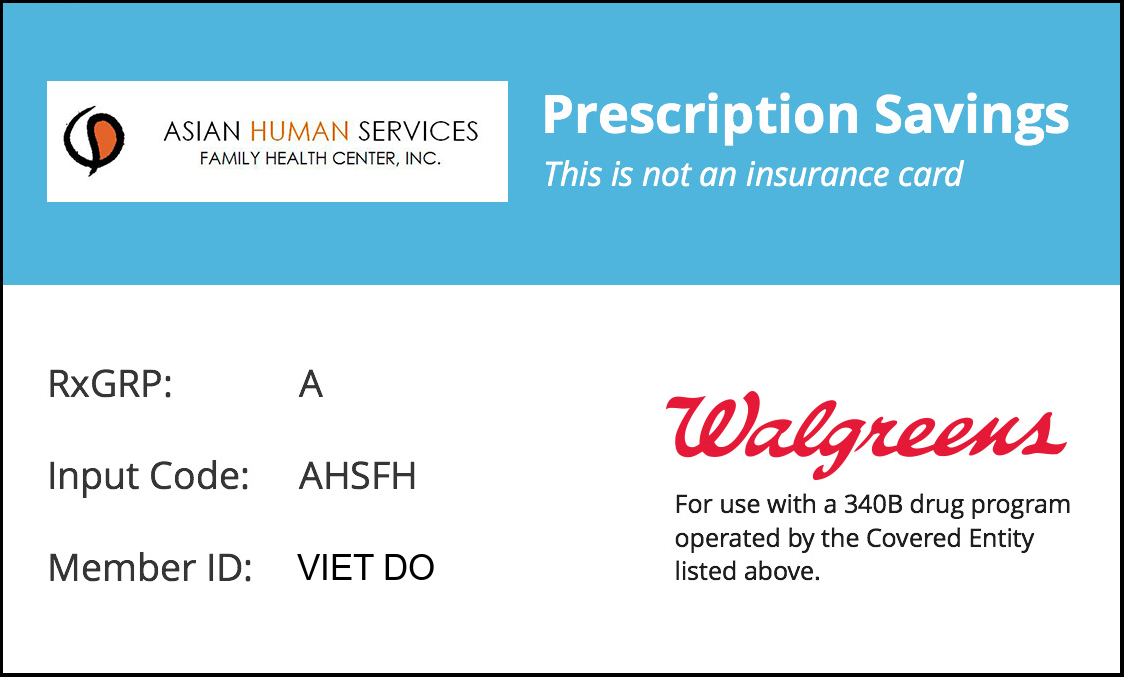 ASIAN HUMAN SERVICES
FAMILY HEALTH CENTER, INC.
Prescription Savings
This is not an insurance card
RxGRP: A
Input Code: AHSFH
Member ID: VIET DO
Walgreens
For use with a 340B drug program
operated by the Covered Entity
listed above.